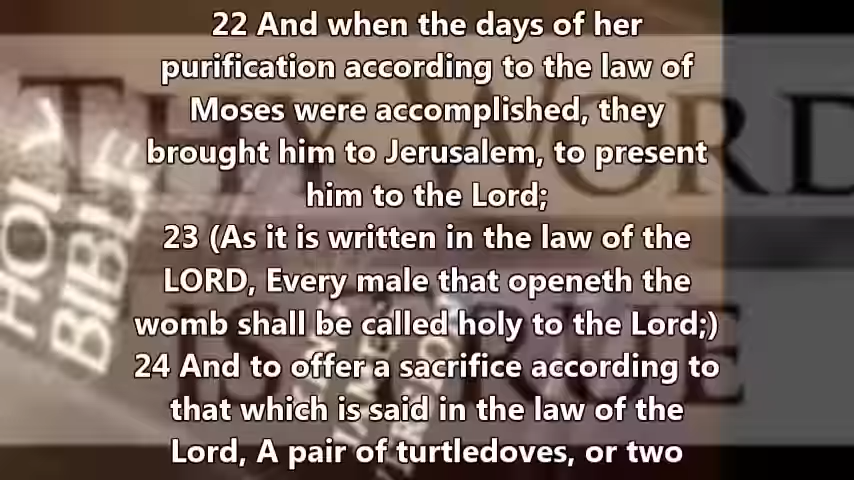 22 And when the days of her
purification according to the law of
Moses were accomplished, they
brought him to Jerusalem, to present
him to the Lord;
23 (As it is written in the law of the
LORD, Every male that openeth the
womb shall be called holy to the Lord;)
24 And to offer a sacrifice according to
that which is said in the law of the
Lord, A pair of turtledoves, or two
THY WORD
IS TRUE
HOLY
BIBLE